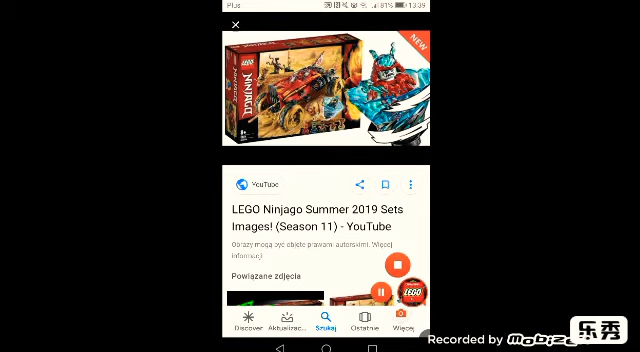 Plus
81% 13:39
NEW
LEGO
NINJAGO
YouTube
LEGO Ninjago Summer 2019 Sets
Images! (Season 11) - YouTube
Obrazy mogą być objęte prawami autorskimi. Więcej
informacji
Powiązane zdjęcia
LEGO
Discover
Aktualizac...
Szukaj
Ostatnie
Więcej
Recorded by
乐秀